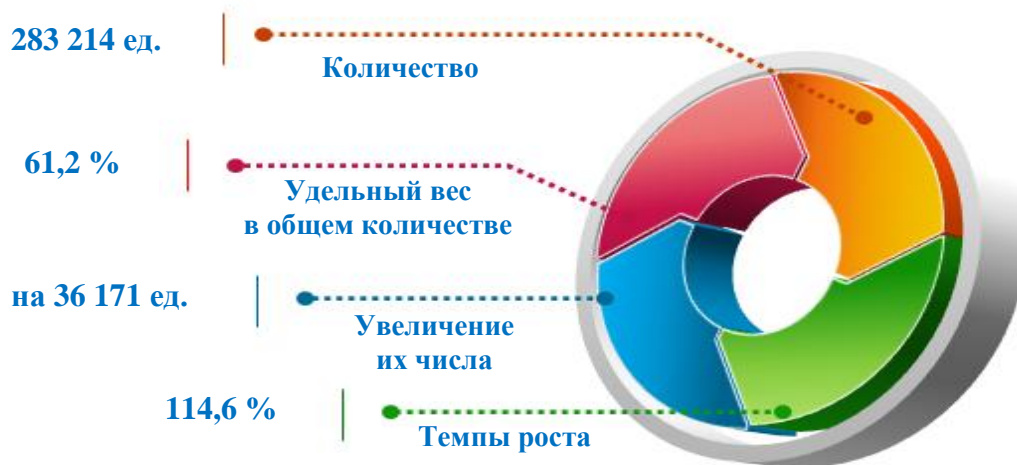 283 214 ед.
Количество
61,2 %
Удельный вес
в общем количестве
на 36 171 ед.
Увеличение
их числа
114,6 %
Темпы роста